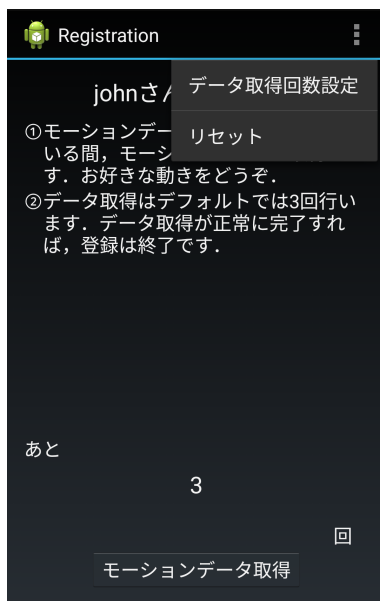 Registration
データ取得回数設定
リセット
johnさん
①モーションデー
いる間，モーシ
す．お好きな動きをどうぞ．
②データ取得はデフォルトでは3回行い
ます．データ取得が正常に完了すれ
ば，登録は終了です．
あと
3
回
モーションデータ取得